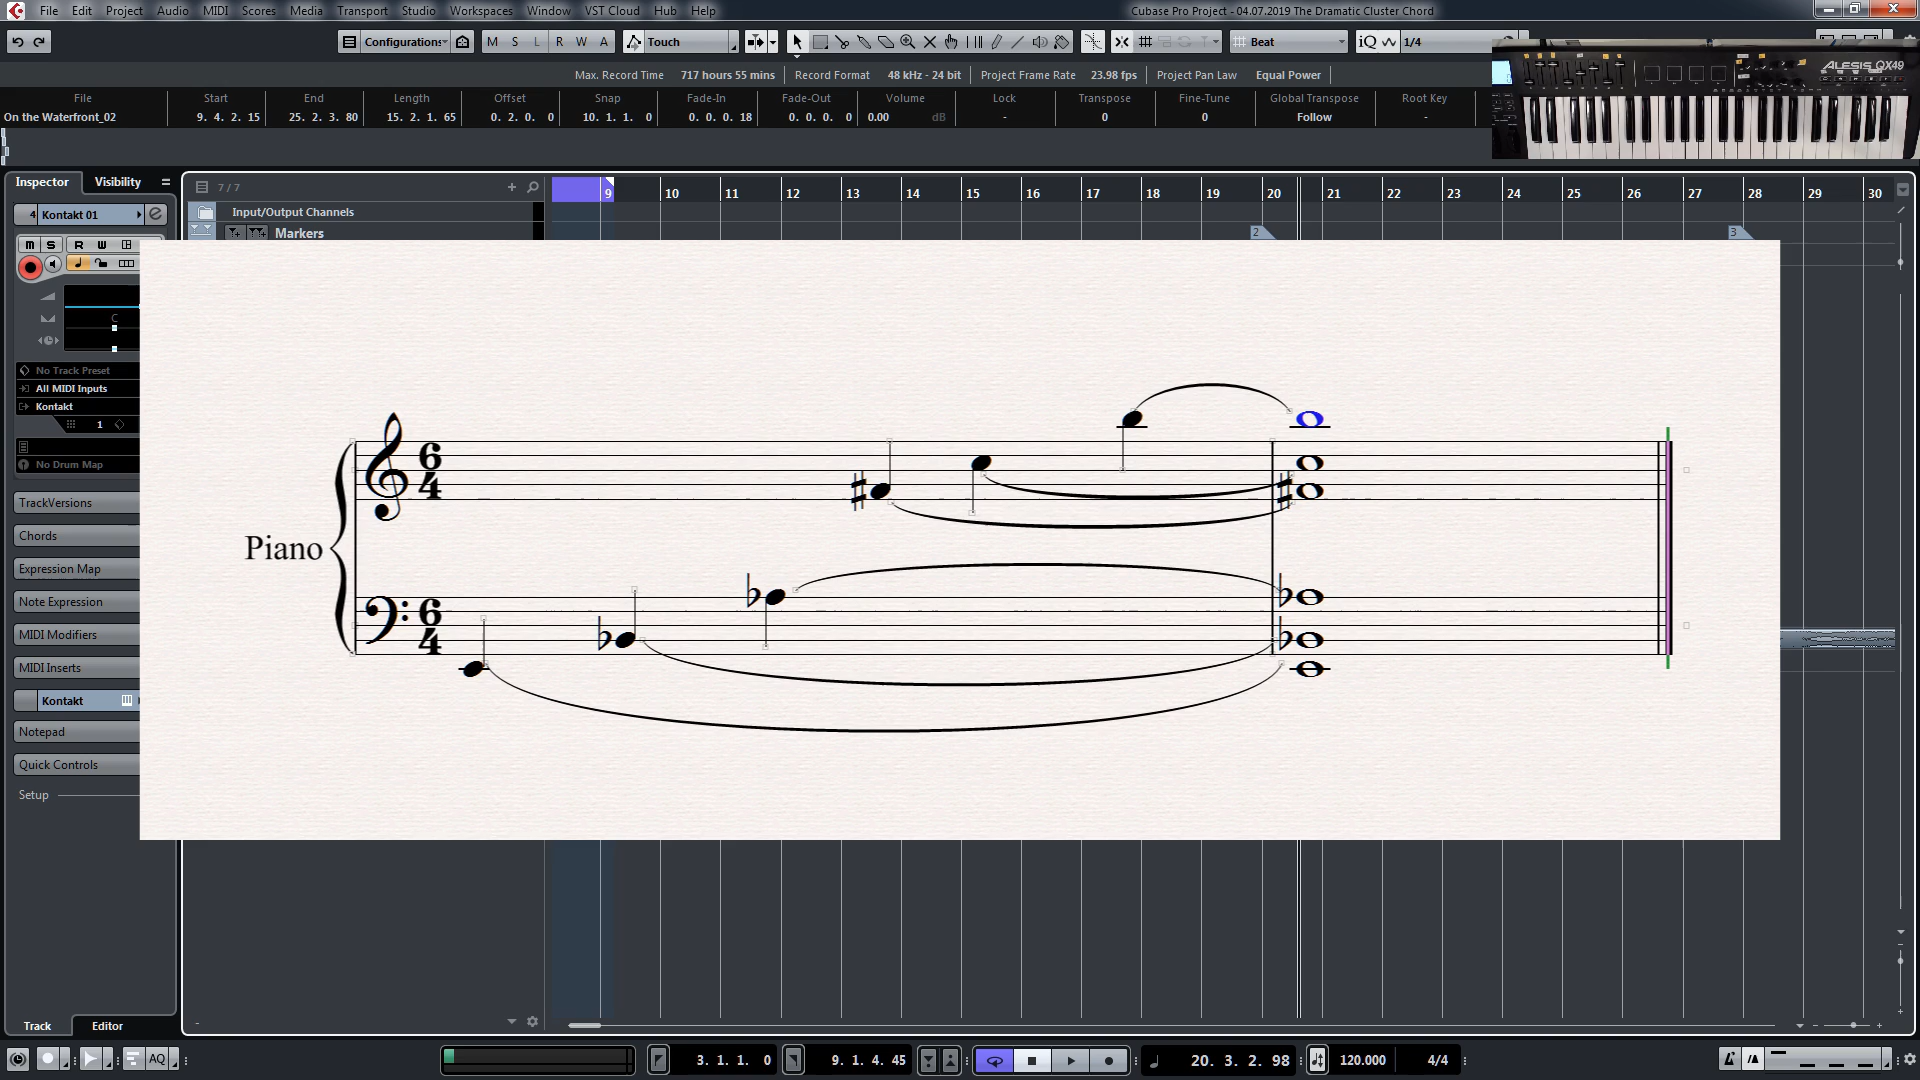 File Edit Project Audio MIDI Scores Media Transport Studio Workspaces Window VST Cloud Hub Help
Cubase Pro Project - 04.07.2019 The Dramatic Cluster Chord
Configurations M S L R W A Touch Beat iQ 1/4
Max. Record Time 717 hours 55 mins Record Format 48 kHz - 24 bit Project Frame Rate 23.98 fps Project Pan Law Equal Power
ALESIS QX49
File Start End Length Offset Snap Fade-In Fade-Out Volume Lock Transpose Fine-Tune Global Transpose Root Key
On the Waterfront_02 9. 4. 2. 15 25. 2. 3. 80 15. 2. 1. 65 0. 2. 0. 0 10. 1. 1. 0 0. 0. 0. 18 0. 0. 0. 0 0.00 dB - 0 0 Follow -
Inspector Visibility
7 / 7
9 10 11 12 13 14 15 16 17 18 19 20 21 22 23 24 25 26 27 28 29 30
4 Kontakt 01
Input/Output Channels
Markers
2 3
M S R W
C
No Track Preset
All MIDI Inputs
Kontakt
1
No Drum Map
TrackVersions
Chords
Expression Map
Note Expression
MIDI Modifiers
MIDI Inserts
Kontakt
Notepad
Quick Controls
Setup
6
4
Piano
6
4
Track Editor
AQ 3. 1. 1. 0 9. 1. 4. 45 20. 3. 2. 98 120.000 4/4